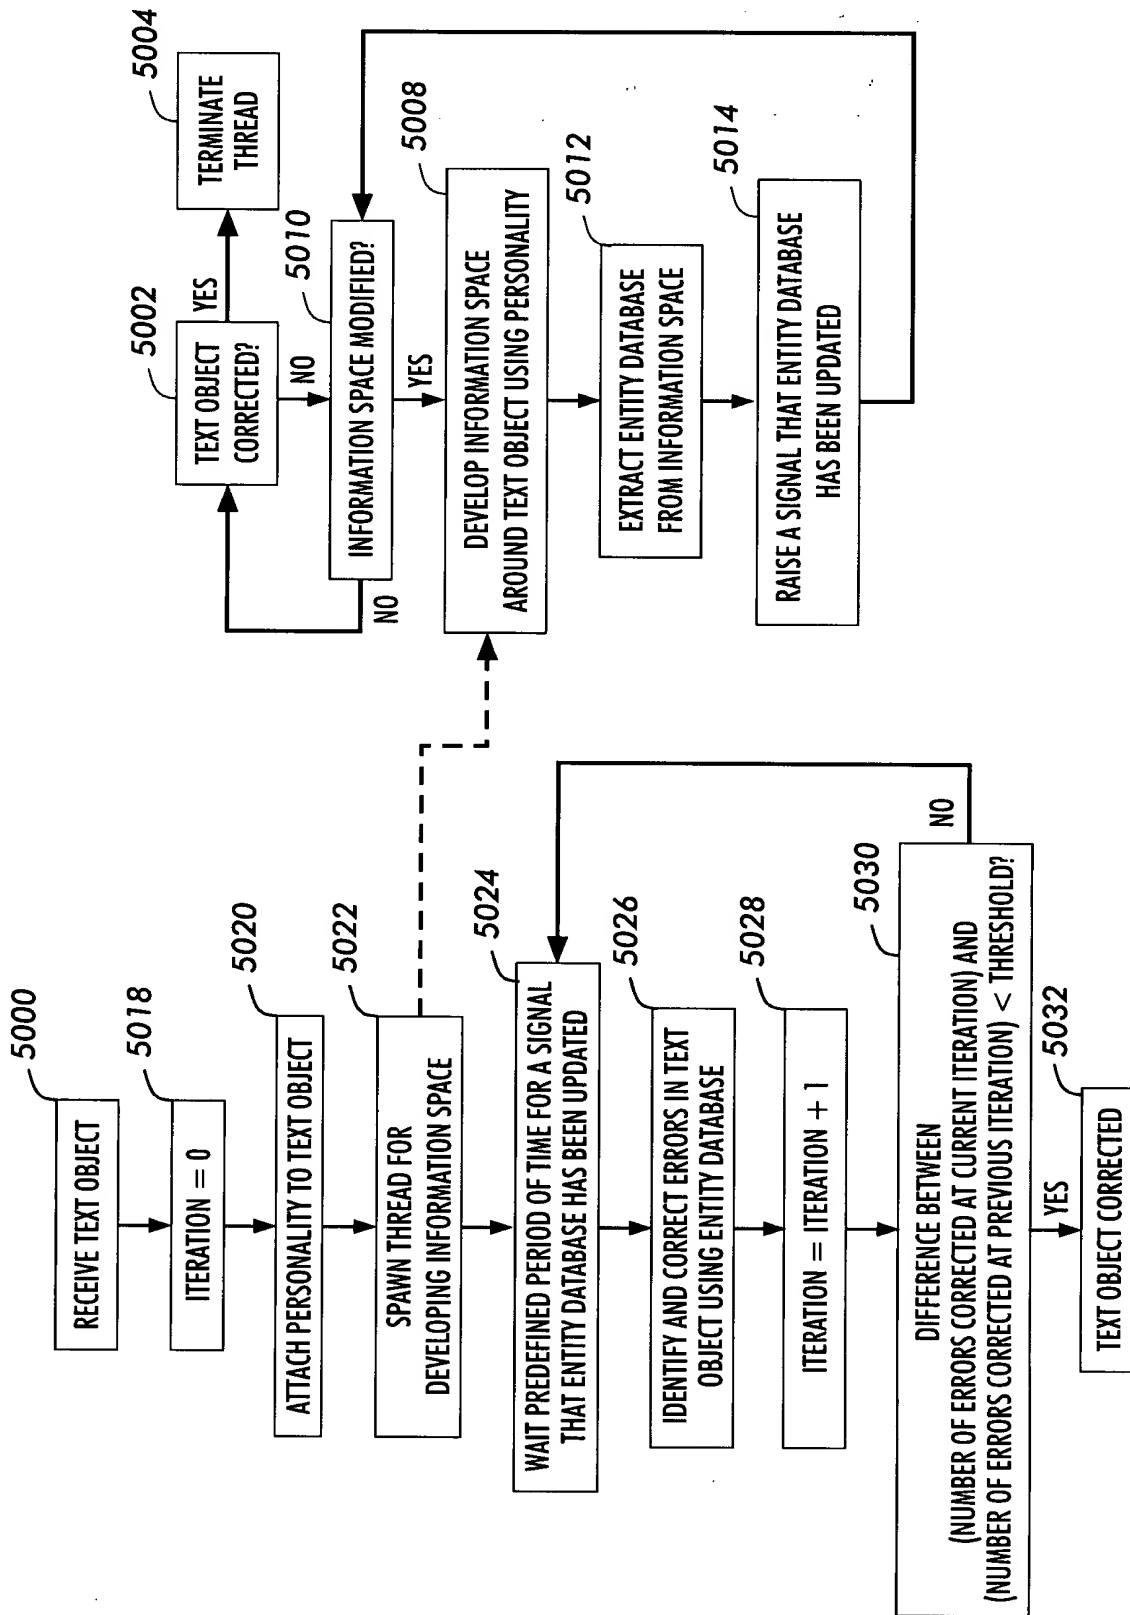 5000
RECEIVE TEXT OBJECT
5018
ITERATION = 0
5020
ATTACH PERSONALITY TO TEXT OBJECT
5022
SPAWN THREAD FOR
DEVELOPING INFORMATION SPACE
5024
WAIT PREDEFINED PERIOD OF TIME FOR A SIGNAL
THAT ENTITY DATABASE HAS BEEN UPDATED
5026
IDENTIFY AND CORRECT ERRORS IN TEXT
OBJECT USING ENTITY DATABASE
5028
ITERATION = ITERATION + 1
5030
DIFFERENCE BETWEEN
(NUMBER OF ERRORS CORRECTED AT CURRENT ITERATION) AND
(NUMBER OF ERRORS CORRECTED AT PREVIOUS ITERATION) < THRESHOLD?
NO
YES
5032
TEXT OBJECT CORRECTED
5002
TEXT OBJECT
CORRECTED?
YES
5004
TERMINATE
THREAD
NO
5010
INFORMATION SPACE MODIFIED?
NO
YES
5008
DEVELOP INFORMATION SPACE
AROUND TEXT OBJECT USING PERSONALITY
5012
EXTRACT ENTITY DATABASE
FROM INFORMATION SPACE
5014
RAISE A SIGNAL THAT ENTITY DATABASE
HAS BEEN UPDATED